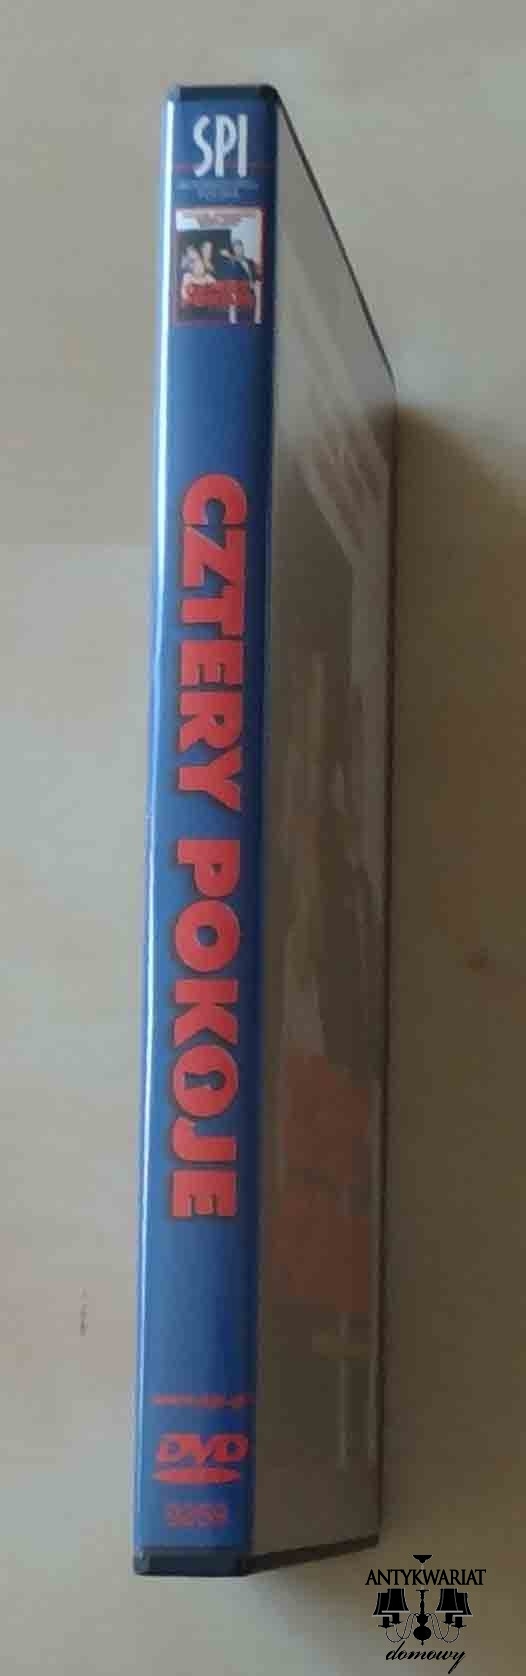 SPI
CZTERY POKOJE
DVD
ANTYKWARIAT
domowy